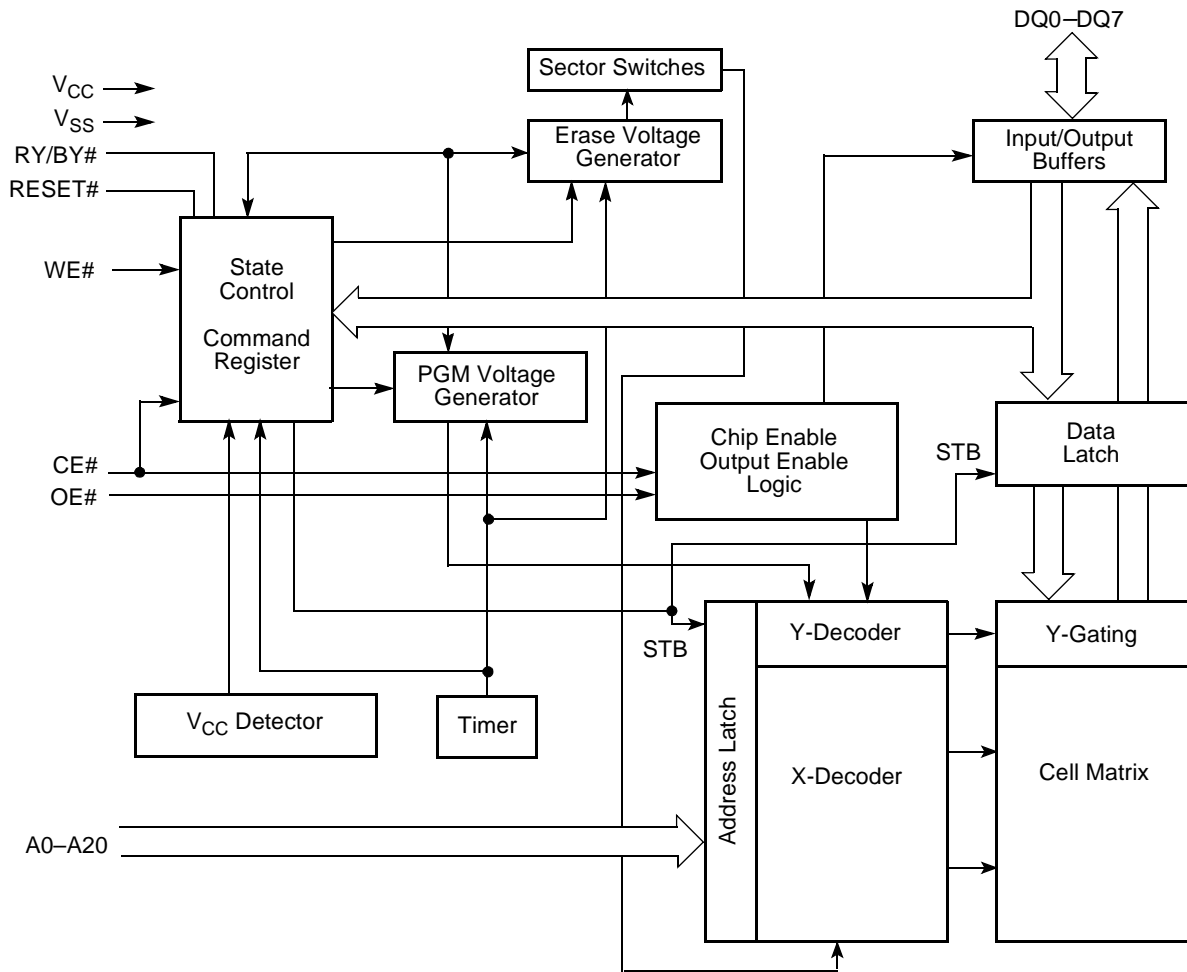 DQ0–DQ7
Sector Switches
VCC
VSS
RY/BY#
RESET#
Erase Voltage
Generator
Input/Output
Buffers
WE#
State
Control
Command
Register
PGM Voltage
Generator
CE#
OE#
Chip Enable
Output Enable
Logic
STB
Data
Latch
STB
Y-Decoder
Y-Gating
VCC Detector
Timer
Address Latch
X-Decoder
Cell Matrix
A0–A20